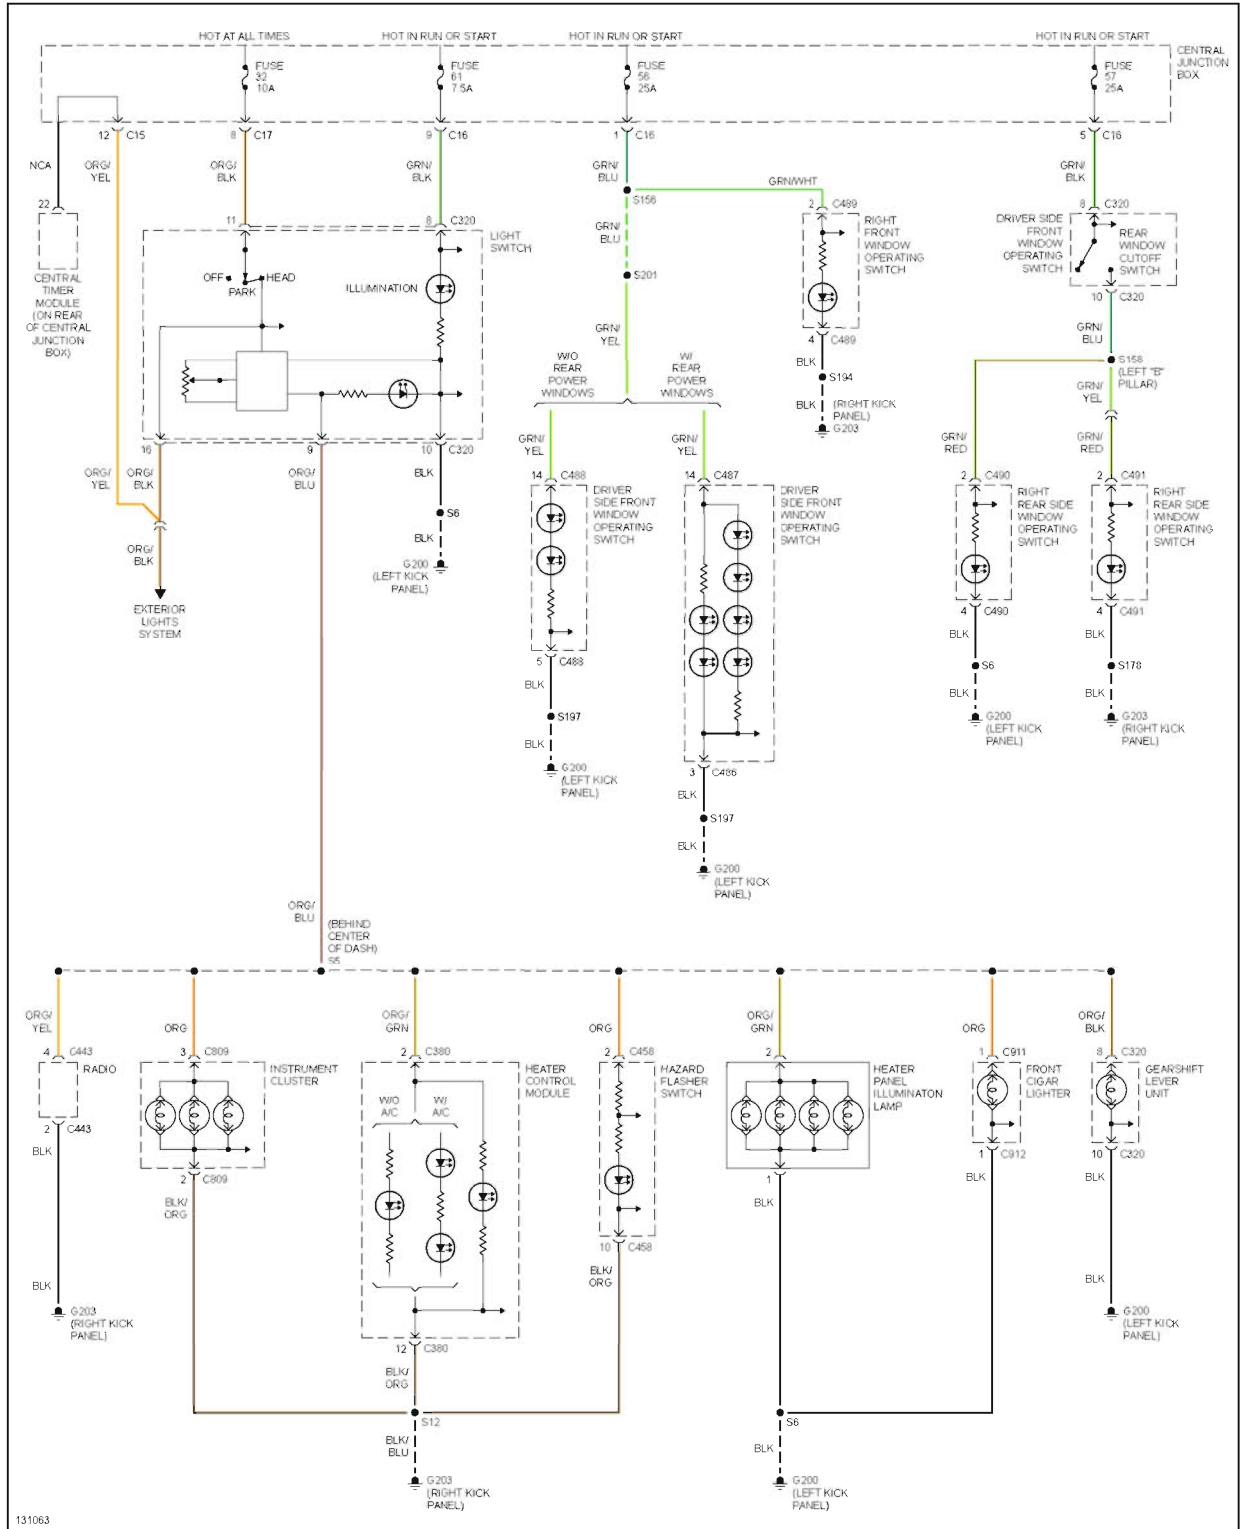 HOT AT ALL TIMES
HOT IN RUN OR START
HOT IN RUN OR START
HOT IN RUN OR START
FUSE
32
10A
FUSE
61
7.5A
FUSE
56
25A
FUSE
57
25A
CENTRAL
JUNCTION
BOX
12 C15
8 C17
9 C16
1 C16
5 C16
NCA
ORG/
YEL
ORG/
BLK
GRN/
BLK
GRN/
BLU
GRN/
BLK
GRN/WHT
S156
22
11
8 C320
2 C489
8 C320
CENTRAL
TIMER
MODULE
(ON REAR
OF CENTRAL
JUNCTION
BOX)
OFF
PARK
HEAD
ILLUMINATION
LIGHT
SWITCH
GRN/
BLU
S201
RIGHT
FRONT
WINDOW
OPERATING
SWITCH
DRIVER SIDE
FRONT
WINDOW
OPERATING
SWITCH
REAR
WINDOW
CUTOFF
SWITCH
10 C320
GRN/
YEL
4 C489
BLK
S194
BLK
(RIGHT KICK
PANEL)
G203
GRN/
BLU
S158
(LEFT "B"
PILLAR)
GRN/
YEL
W/O
REAR
POWER
WINDOWS
W/
REAR
POWER
WINDOWS
16
9
10 C320
ORG/
YEL
ORG/
BLK
ORG/
BLU
BLK
S6
BLK
G200
(LEFT KICK
PANEL)
ORG/
BLK
EXTERIOR
LIGHTS
SYSTEM
GRN/
YEL
GRN/
YEL
GRN/
RED
GRN/
RED
14 C488
DRIVER
SIDE FRONT
WINDOW
OPERATING
SWITCH
14 C487
DRIVER
SIDE FRONT
WINDOW
OPERATING
SWITCH
2 C490
RIGHT
REAR SIDE
WINDOW
OPERATING
SWITCH
2 C491
RIGHT
REAR SIDE
WINDOW
OPERATING
SWITCH
5 C488
BLK
S197
BLK
G200
(LEFT KICK
PANEL)
3 C486
BLK
S197
BLK
G200
(LEFT KICK
PANEL)
4 C490
BLK
S6
BLK
G200
(LEFT KICK
PANEL)
4 C491
BLK
S178
BLK
G203
(RIGHT KICK
PANEL)
ORG/
BLU
(BEHIND
CENTER
OF DASH)
S5
ORG/
YEL
ORG
ORG/
GRN
ORG
ORG/
GRN
ORG
ORG/
BLK
4 C443
RADIO
2 C443
BLK
BLK
G203
(RIGHT KICK
PANEL)
3 C809
INSTRUMENT
CLUSTER
2 C809
BLK/
ORG
2 C380
HEATER
CONTROL
MODULE
W/O
A/C
W/
A/C
12 C380
BLK/
ORG
S12
BLK/
BLU
G203
(RIGHT KICK
PANEL)
2 C458
HAZARD
FLASHER
SWITCH
10 C458
BLK/
ORG
2
HEATER
PANEL
ILLUMINATON
LAMP
1
BLK
S6
BLK
G200
(LEFT KICK
PANEL)
1 C911
FRONT
CIGAR
LIGHTER
1 C912
BLK
8 C320
GEARSHIFT
LEVER
UNIT
10 C320
BLK
BLK
G200
(LEFT KICK
PANEL)
131063